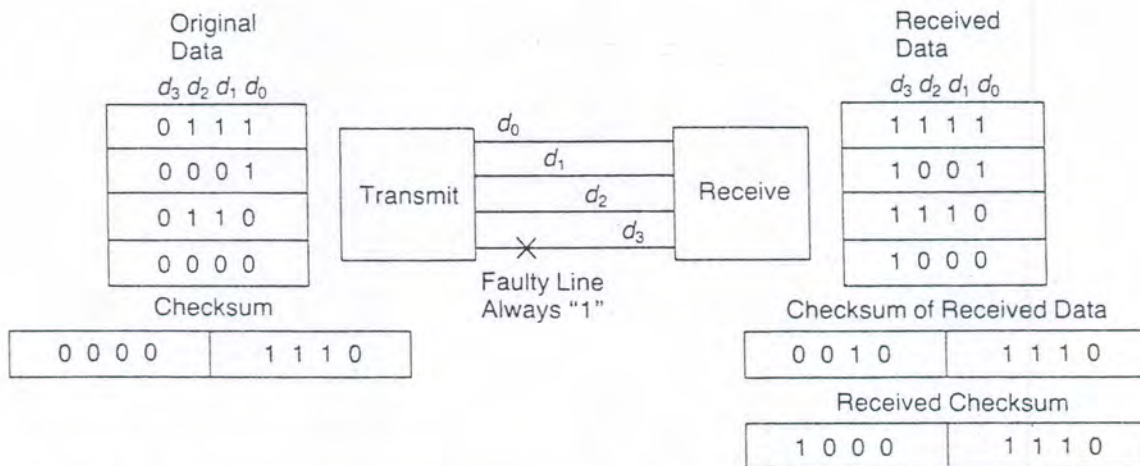 Original
Data
d₃ d₂ d₁ d₀
0 1 1 1
0 0 0 1
0 1 1 0
0 0 0 0
Checksum
0 0 0 0 1 1 1 0
Transmit
d₀
d₁
d₂
d₃
Faulty Line
Always “1”
Receive
Received
Data
d₃ d₂ d₁ d₀
1 1 1 1
1 0 0 1
1 1 1 0
1 0 0 0
Checksum of Received Data
0 0 1 0 1 1 1 0
Received Checksum
1 0 0 0 1 1 1 0